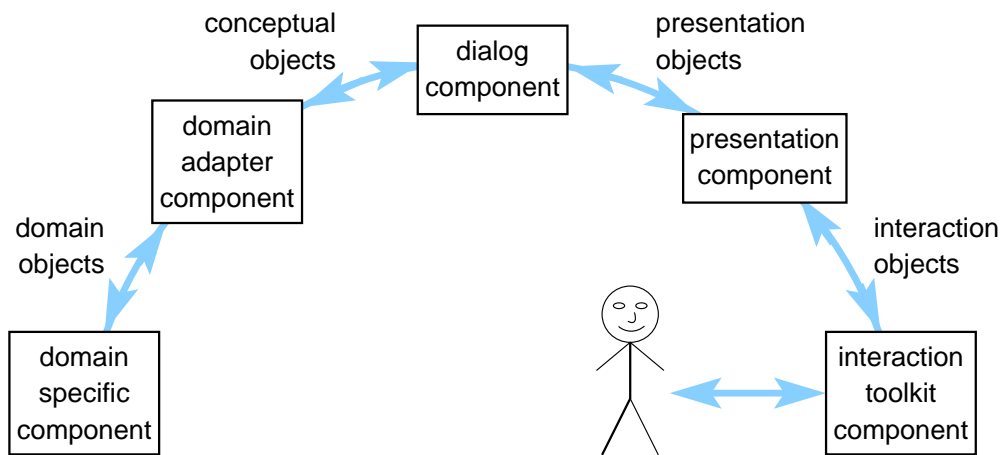 conceptual
objects
dialog
component
presentation
objects
domain
adapter
component
presentation
component
domain
objects
interaction
objects
domain
specific
component
interaction
toolkit
component